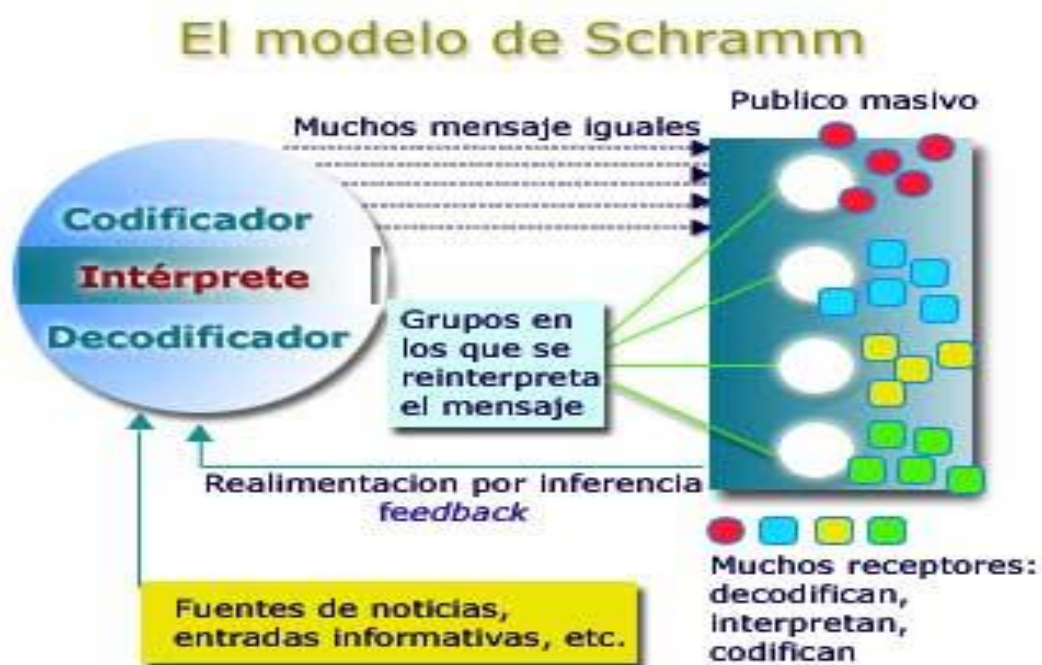 El modelo de Schramm
Publico masivo
Muchos mensaje iguales
Codificador
Intérprete
Decodificador
Grupos en
los que se
reinterpreta
el mensaje
Realimentacion por inferencia
feedback
Fuentes de noticias,
entradas informativas, etc.
Muchos receptores:
decodifican,
interpretan,
codifican